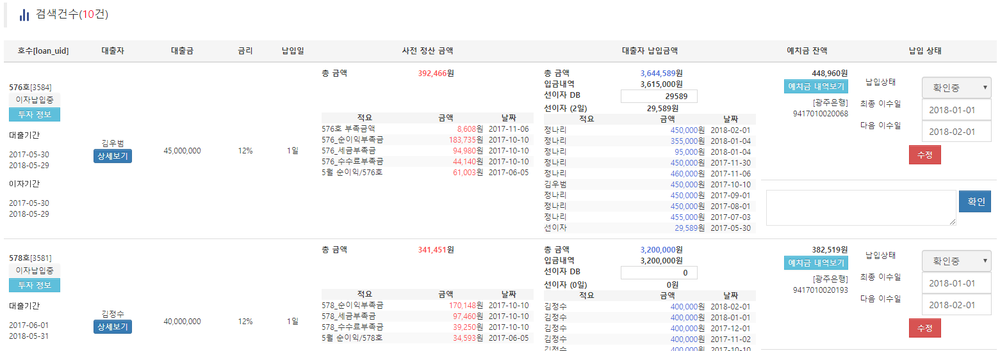 검색건수(10건)
호수[loan_uid] 대출자 대출금 금리 납입일 사전 정산 금액 대출자 납입금액 예치금 잔액 납입 상태
576호[3584]
이자납입중
투자 정보
대출기간
2017-05-30
2018-05-29
이자기간
2017-05-30
2018-05-29
김우범
상세보기
45,000,000
12%
1일
총 금액 392,466원
적요 금액 날짜
576호 부족금액 8,608원 2017-11-06
576_순이익부족금 183,735원 2017-10-10
576_세금부족금 94,980원 2017-10-10
576_수수료부족금 44,140원 2017-10-10
5월 순이익/576호 61,003원 2017-06-05
총 금액 3,644,589원
입금내역 3,615,000원
선이자 DB 29589
선이자 (2일) 29,589원
적요 금액 날짜
정나리 450,000원 2018-02-01
정나리 355,000원 2018-01-04
정나리 95,000원 2018-01-04
정나리 450,000원 2017-11-30
정나리 460,000원 2017-11-06
김우범 450,000원 2017-10-10
정나리 450,000원 2017-09-01
정나리 450,000원 2017-08-01
정나리 455,000원 2017-07-03
선이자 29,589원 2017-05-30
448,960원
예치금 내역보기
[광주은행]
9417010020068
납입상태 확인중
최종 이수일 2018-01-01
다음 이수일 2018-02-01
수정
확인
578호[3581]
이자납입중
투자 정보
대출기간
2017-06-01
2018-05-31
김정수
상세보기
40,000,000
12%
1일
총 금액 341,451원
적요 금액 날짜
578_순이익부족금 170,148원 2017-10-10
578_세금부족금 97,460원 2017-10-10
578_수수료부족금 39,250원 2017-10-10
5월 순이익/578호 34,593원 2017-06-05
총 금액 3,200,000원
입금내역 3,200,000원
선이자 DB 0
선이자 (0일) 0원
적요 금액 날짜
김정수 400,000원 2018-02-01
김정수 400,000원 2018-01-01
김정수 400,000원 2017-12-01
김정수 400,000원 2017-11-02
김정수 400,000원 2017-10-10
382,519원
예치금 내역보기
[광주은행]
9417010020193
납입상태 확인중
최종 이수일 2018-01-01
다음 이수일 2018-02-01
수정